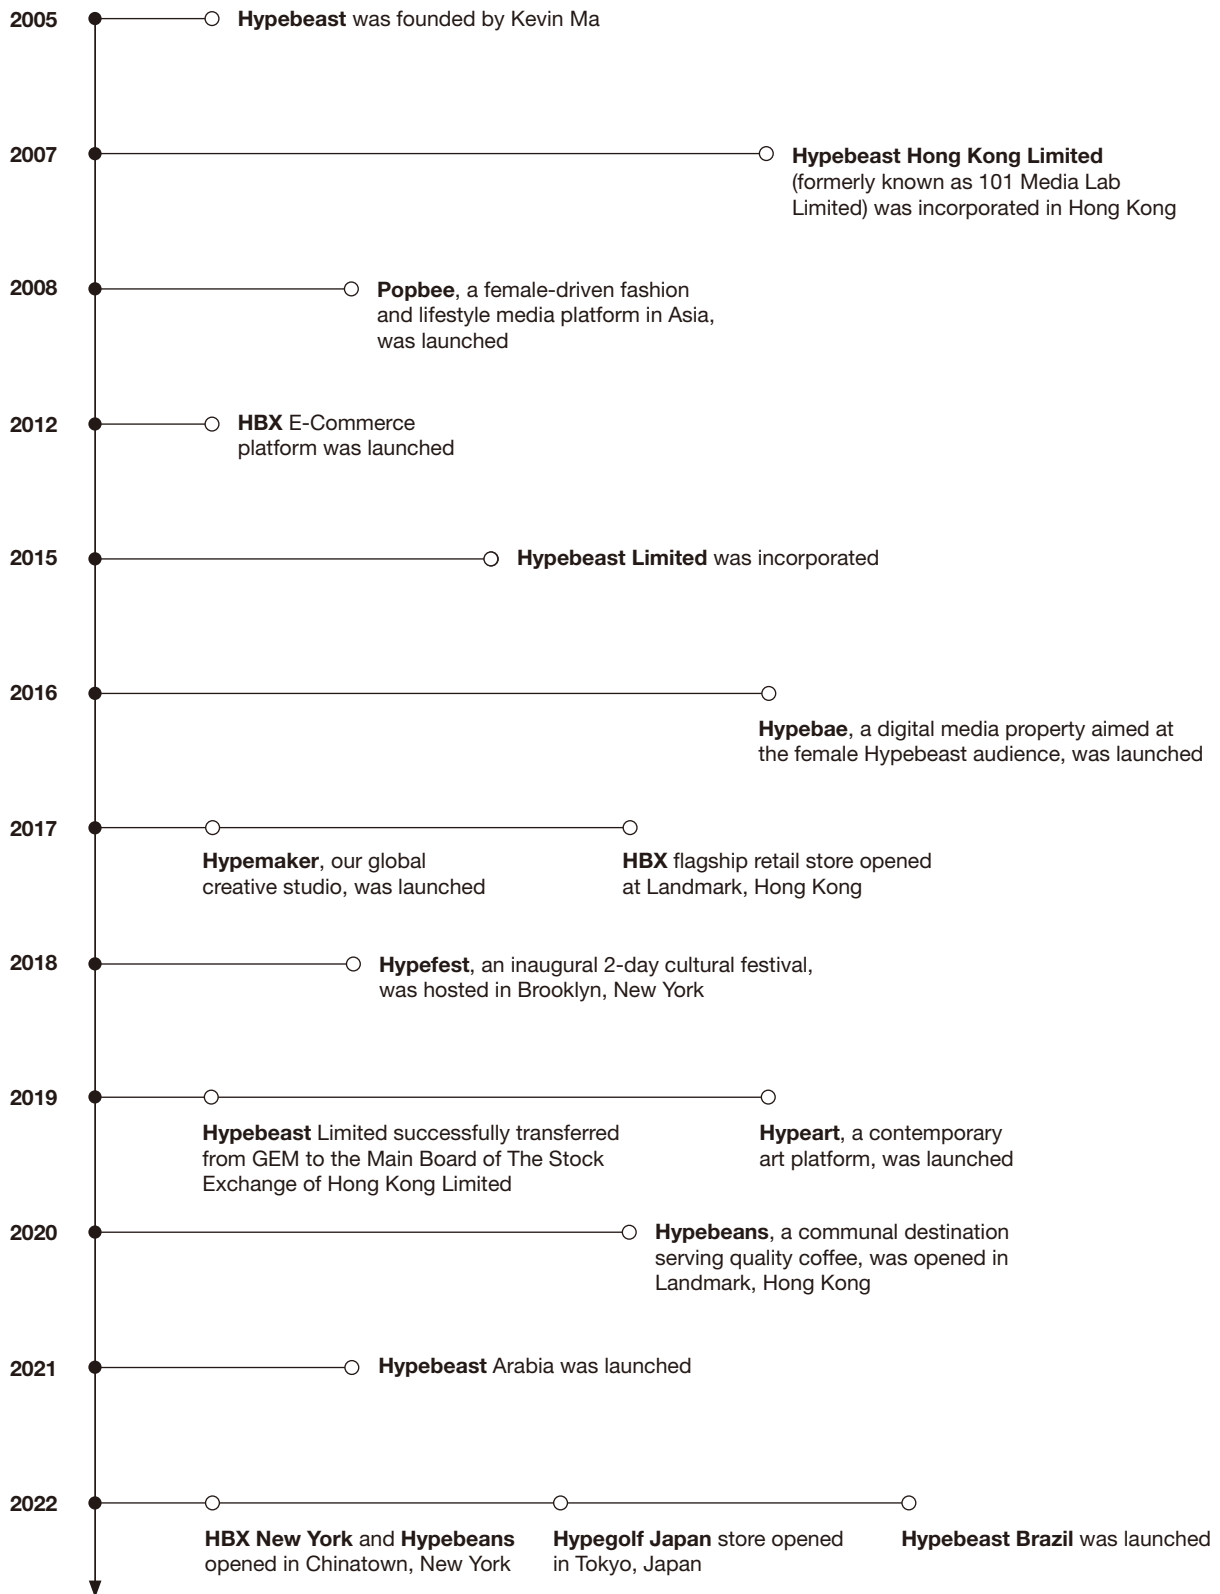 2005
Hypebeast was founded by Kevin Ma
2007
Hypebeast Hong Kong Limited
(formerly known as 101 Media Lab
Limited) was incorporated in Hong Kong
2008
Popbee, a female-driven fashion
and lifestyle media platform in Asia,
was launched
2012
HBX E-Commerce
platform was launched
2015
Hypebeast Limited was incorporated
2016
Hypebae, a digital media property aimed at
the female Hypebeast audience, was launched
2017
Hypemaker, our global
creative studio, was launched
HBX flagship retail store opened
at Landmark, Hong Kong
2018
Hypefest, an inaugural 2-day cultural festival,
was hosted in Brooklyn, New York
2019
Hypebeast Limited successfully transferred
from GEM to the Main Board of The Stock
Exchange of Hong Kong Limited
Hypeart, a contemporary
art platform, was launched
2020
Hypebeans, a communal destination
serving quality coffee, was opened in
Landmark, Hong Kong
2021
Hypebeast Arabia was launched
2022
HBX New York and Hypebeans
opened in Chinatown, New York
Hypegolf Japan store opened
in Tokyo, Japan
Hypebeast Brazil was launched